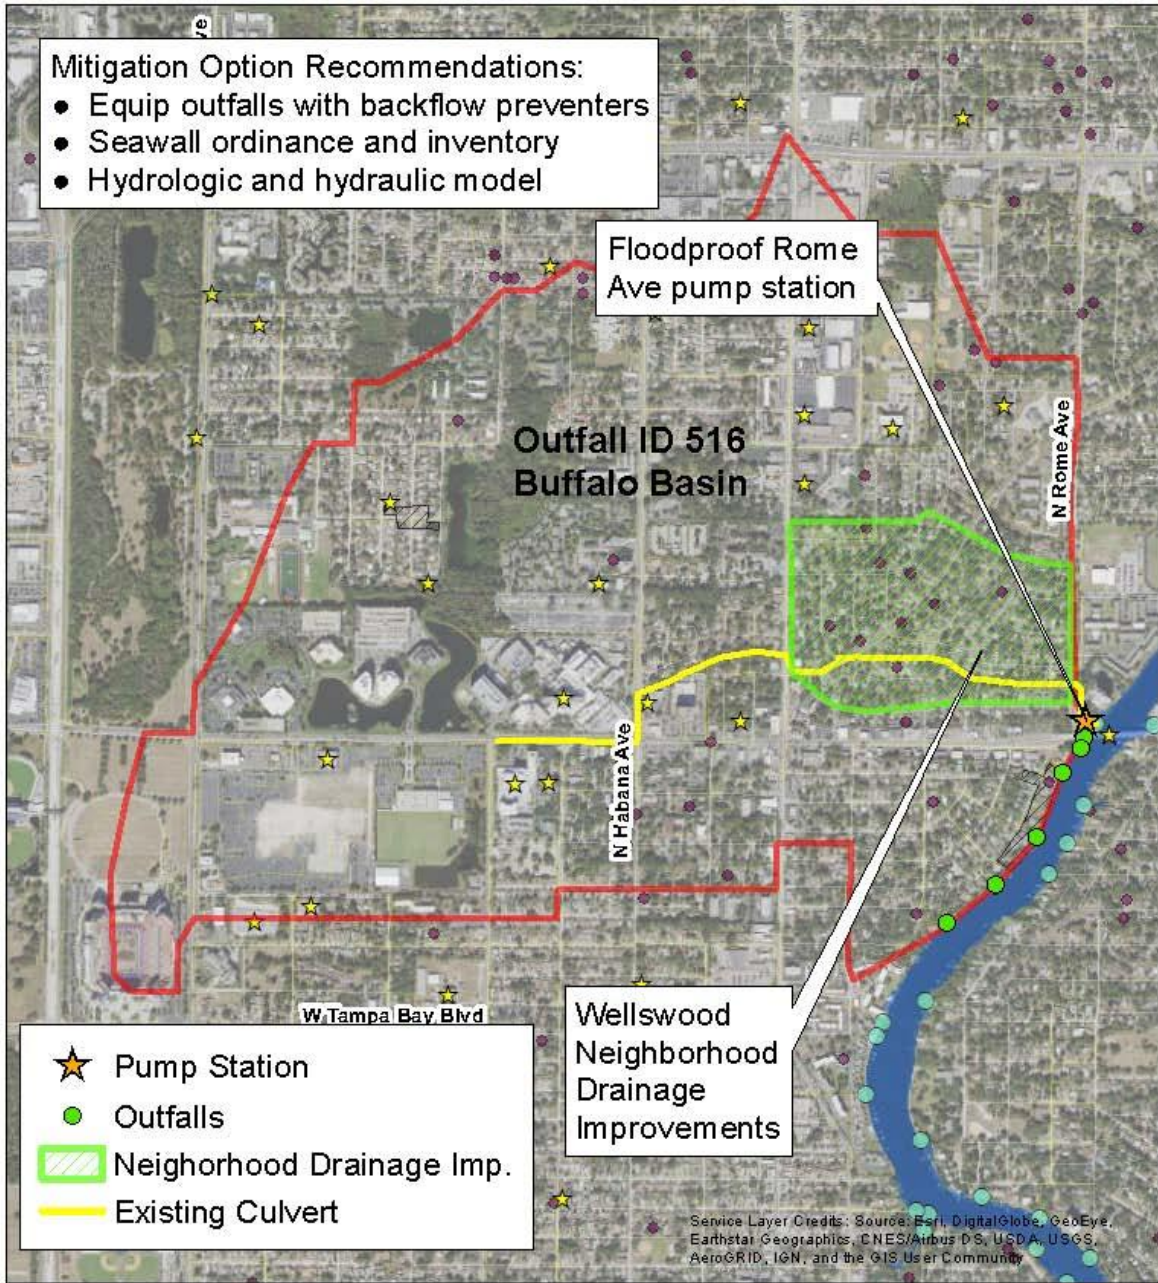 ve
Mitigation Option Recommendations:
● Equip outfalls with backflow preventers
● Seawall ordinance and inventory
● Hydrologic and hydraulic model
Floodproof Rome
Ave pump station
Outfall ID 516
Buffalo Basin
N Rome Ave
N Habana Ave
W Tampa Bay Blvd
Wellswood
Neighborhood
Drainage
Improvements
Pump Station
Outfalls
Neighorhood Drainage Imp.
Existing Culvert
Service Layer Credits: Source: Esri, DigitalGlobe, GeoEye,
Earthstar Geographics, CNES/Airbus DS, USDA, USGS,
AeroGRID, IGN, and the GIS User Community